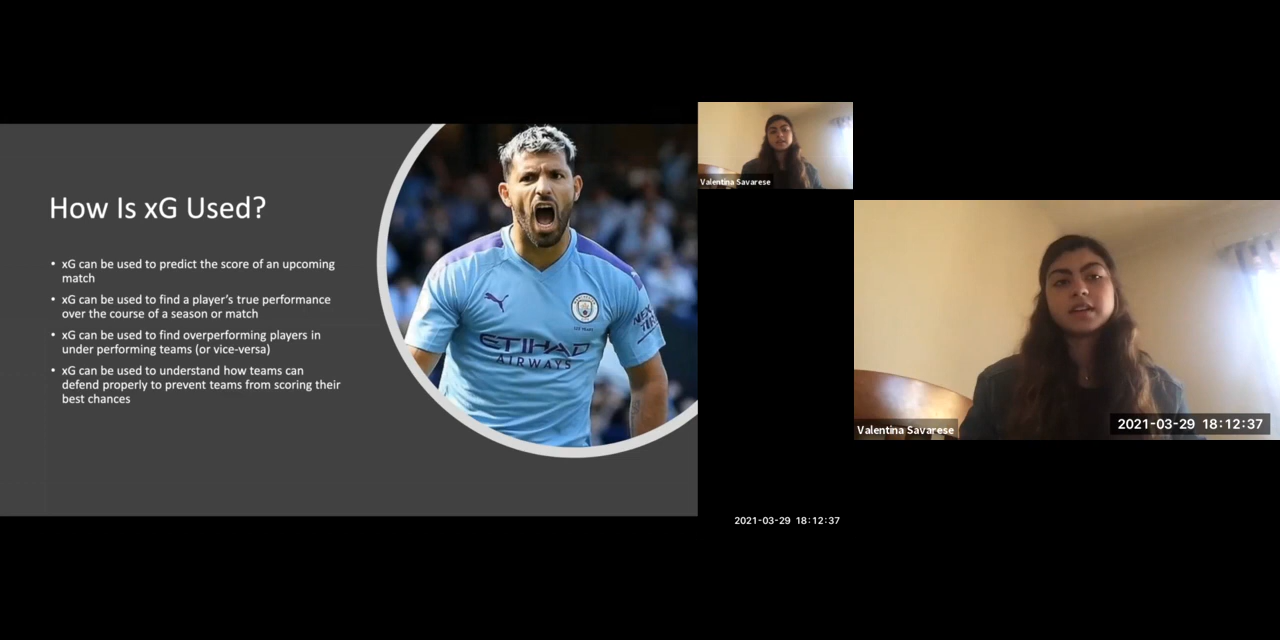 How Is xG Used?
• xG can be used to predict the score of an upcoming
match
• xG can be used to find a player's true performance
over the course of a season or match
• xG can be used to find overperforming players in
under performing teams (or vice-versa)
• xG can be used to understand how teams can
defend properly to prevent teams from scoring their
best chances
ETIHAD
AIRWAYS
Valentina Savarese
Valentina Savarese
2021-03-29 18:12:37
2021-03-29 18:12:37